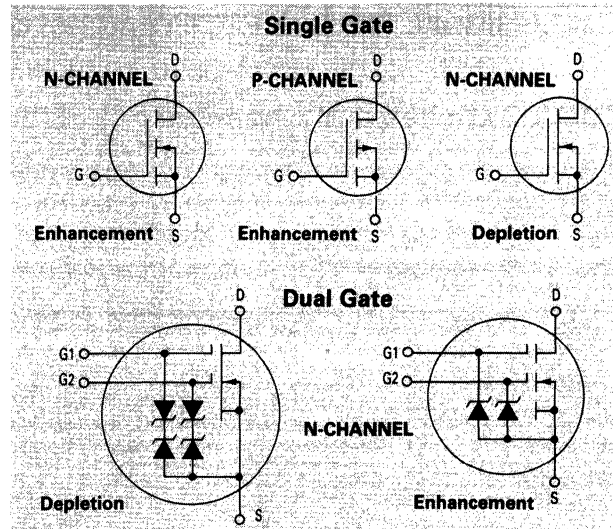 Single Gate
N-CHANNEL
D
P-CHANNEL
D
N-CHANNEL
D
G
G
G
Enhancement
S
Enhancement
S
Depletion
S
Dual Gate
D
D
G1
G2
G1
G2
N-CHANNEL
Depletion
S
Enhancement
S